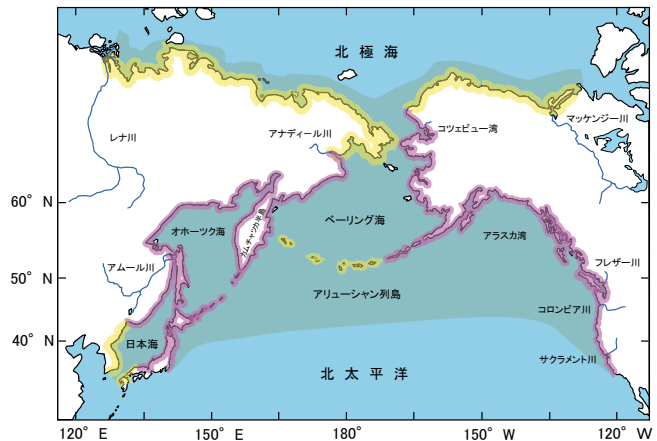 北極海
レナ川
アナディール川
コツェビュー湾
マッケンジー川
60° N
オホーツク海
カムチャツカ半島
ベーリング海
アラスカ湾
アムール川
フレザー川
50° N
アリューシャン列島
コロンビア川
40° N
日本海
サクラメント川
北太平洋
120° E
150° E
180°
150° W
120° W